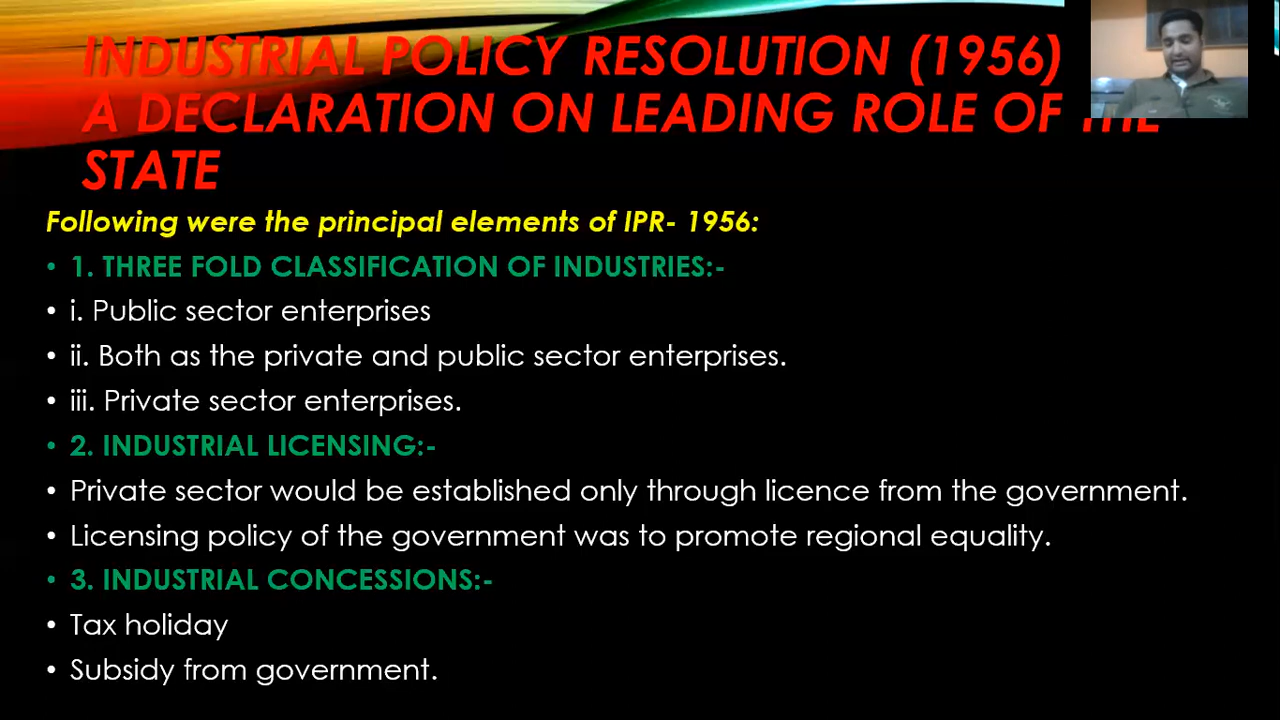 INDUSTRIAL POLICY RESOLUTION (1956)
A DECLARATION ON LEADING ROLE OF THE
STATE
Following were the principal elements of IPR- 1956:
• 1. THREE FOLD CLASSIFICATION OF INDUSTRIES:-
• i. Public sector enterprises
• ii. Both as the private and public sector enterprises.
• iii. Private sector enterprises.
• 2. INDUSTRIAL LICENSING:-
• Private sector would be established only through licence from the government.
• Licensing policy of the government was to promote regional equality.
• 3. INDUSTRIAL CONCESSIONS:-
• Tax holiday
• Subsidy from government.